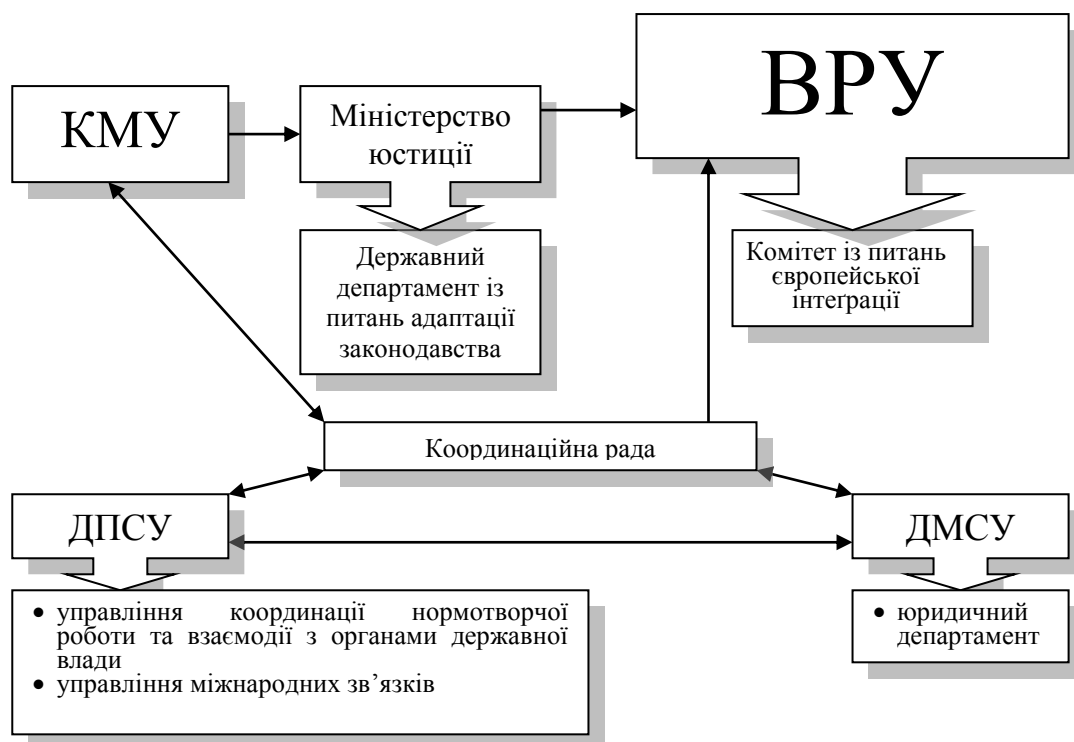 КМУ
Міністерство
юстиції
ВРУ
Державний
департамент із
питань адаптації
законодавства
Комітет із питань
європейської
інтеґрації
Координаційна рада
ДПСУ
ДМСУ
• управління координації нормотворчої
роботи та взаємодії з органами державної
влади
• управління міжнародних зв’язків
• юридичний
департамент